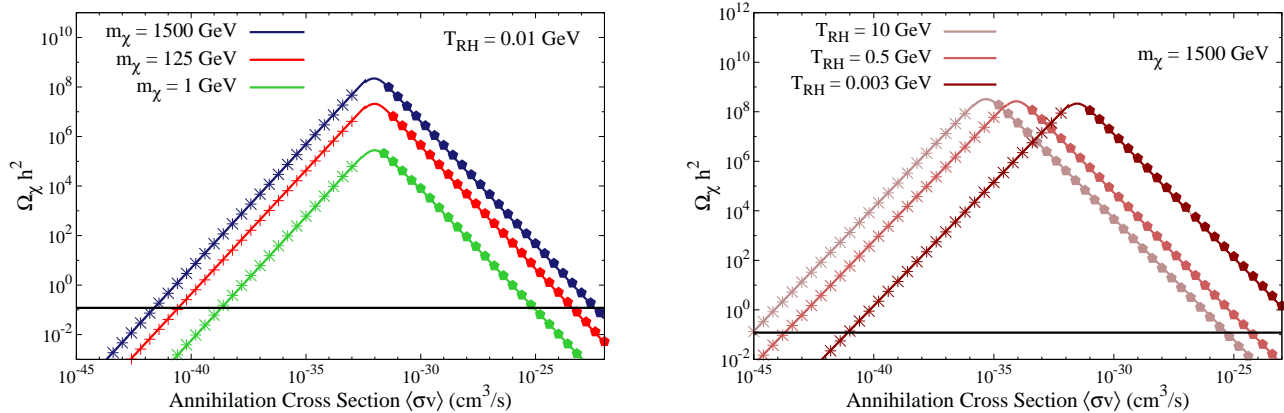 10^10
10^8
10^6
10^4
10^2
10^0
10^-2
Ω_χ h^2
m_χ = 1500 GeV
m_χ = 125 GeV
m_χ = 1 GeV
T_RH = 0.01 GeV
10^-45
10^-40
10^-35
10^-30
10^-25
Annihilation Cross Section ⟨σv⟩ (cm^3/s)
10^12
10^10
10^8
10^6
10^4
10^2
10^0
10^-2
Ω_χ h^2
T_RH = 10 GeV
T_RH = 0.5 GeV
T_RH = 0.003 GeV
m_χ = 1500 GeV
10^-45
10^-40
10^-35
10^-30
10^-25
Annihilation Cross Section ⟨σv⟩ (cm^3/s)